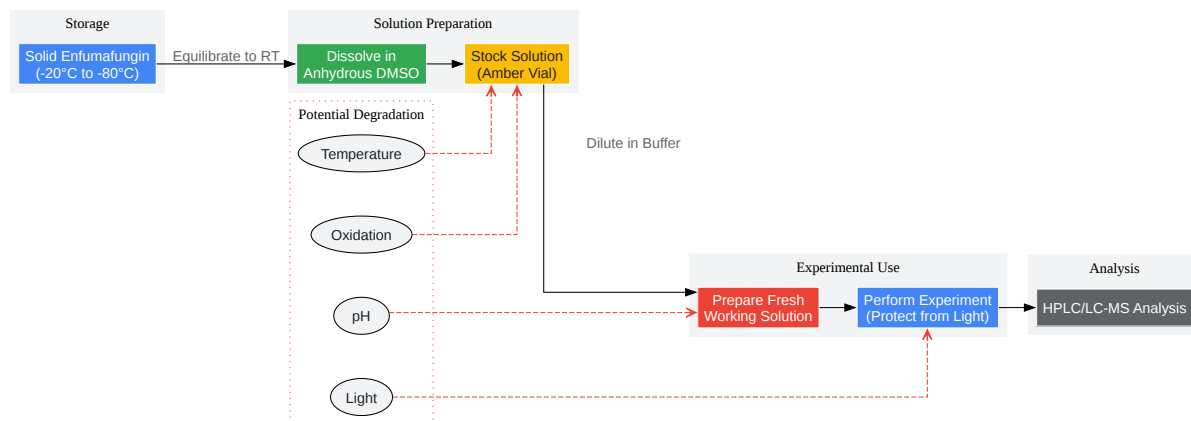 Storage
Solution Preparation
Solid Enfumafungin
(-20°C to -80°C)
Equilibrate to RT
Dissolve in
Anhydrous DMSO
Stock Solution
(Amber Vial)
Potential Degradation
Temperature
Dilute in Buffer
Oxidation
Experimental Use
Analysis
Prepare Fresh
Working Solution
Perform Experiment
(Protect from Light)
HPLC/LC-MS Analysis
pH
Light